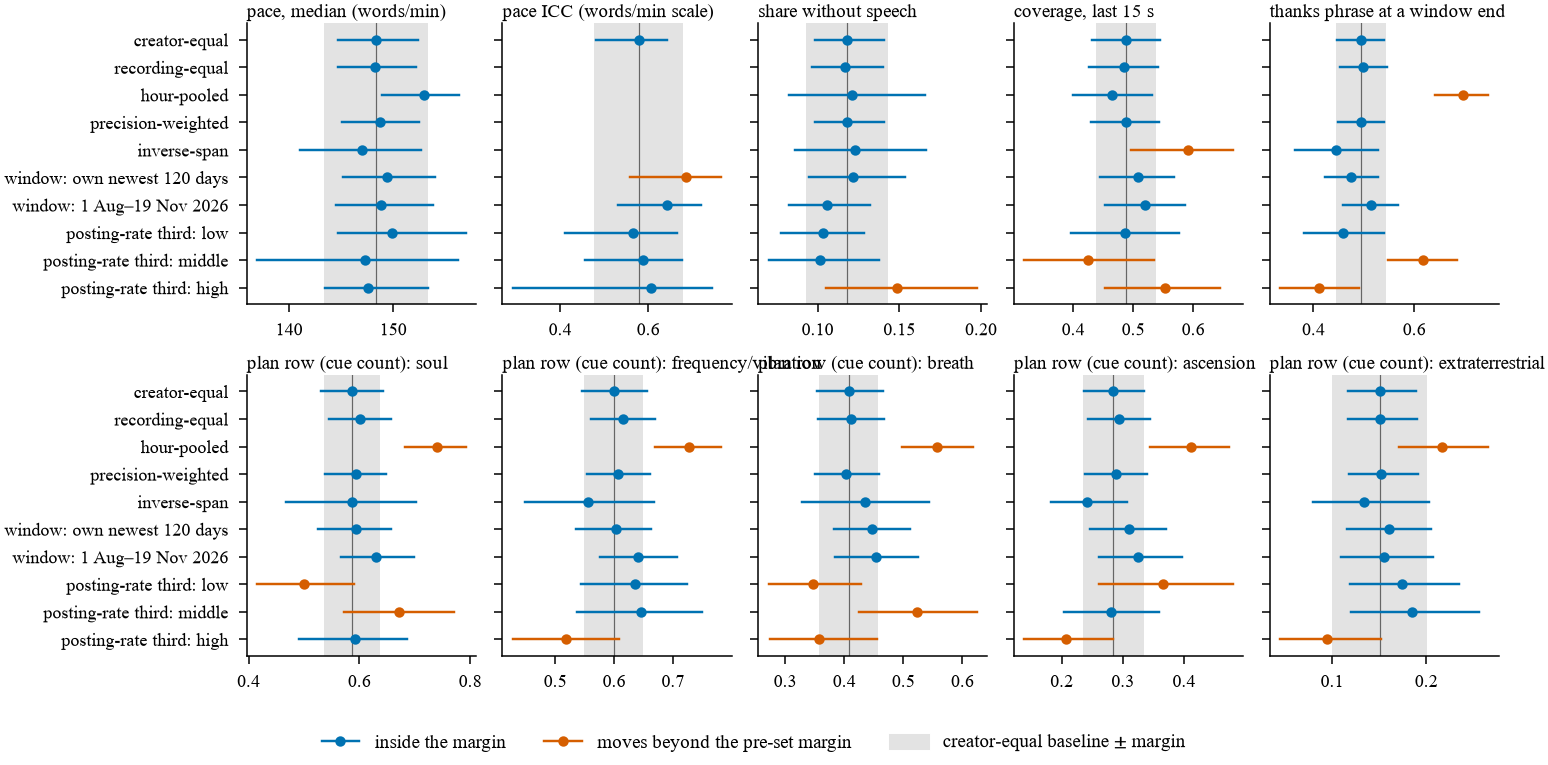 pace, median (words/min)
pace ICC (words/min scale)
share without speech
coverage, last 15 s
thanks phrase at a window end
creator-equal
recording-equal
hour-pooled
precision-weighted
inverse-span
window: own newest 120 days
window: 1 Aug–19 Nov 2026
posting-rate third: low
posting-rate third: middle
posting-rate third: high
140 150
0.4 0.6
0.10 0.15 0.20
0.4 0.5 0.6
0.4 0.6
plan row (cue count): soul
plan row (cue count): frequency/vibration
plan row (cue count): breath
plan row (cue count): ascension
plan row (cue count): extraterrestrial
creator-equal
recording-equal
hour-pooled
precision-weighted
inverse-span
window: own newest 120 days
window: 1 Aug–19 Nov 2026
posting-rate third: low
posting-rate third: middle
posting-rate third: high
0.4 0.6 0.8
0.5 0.6 0.7
0.3 0.4 0.5 0.6
0.2 0.3 0.4
0.1 0.2
inside the margin
moves beyond the pre-set margin
creator-equal baseline ± margin